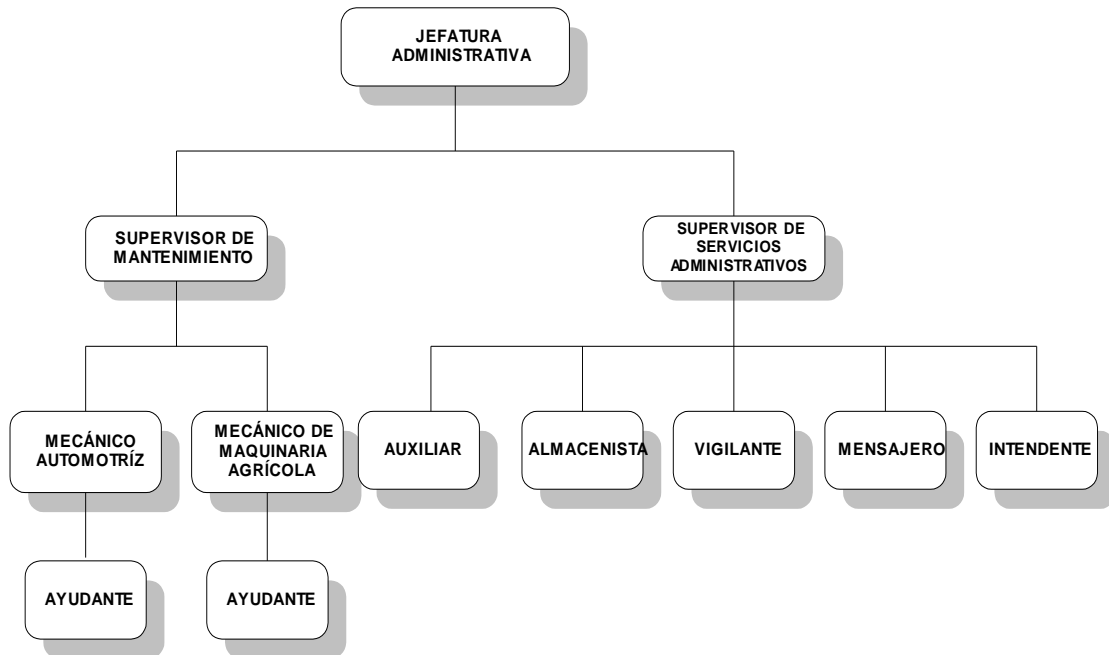 JEFATURA
ADMINISTRATIVA
SUPERVISOR DE
MANTENIMIENTO
SUPERVISOR DE
SERVICIOS
ADMINISTRATIVOS
MECÁNICO
AUTOMOTRÍZ
MECÁNICO DE
MAQUINARIA
AGRÍCOLA
AUXILIAR
ALMACENISTA
VIGILANTE
MENSAJERO
INTENDENTE
AYUDANTE
AYUDANTE